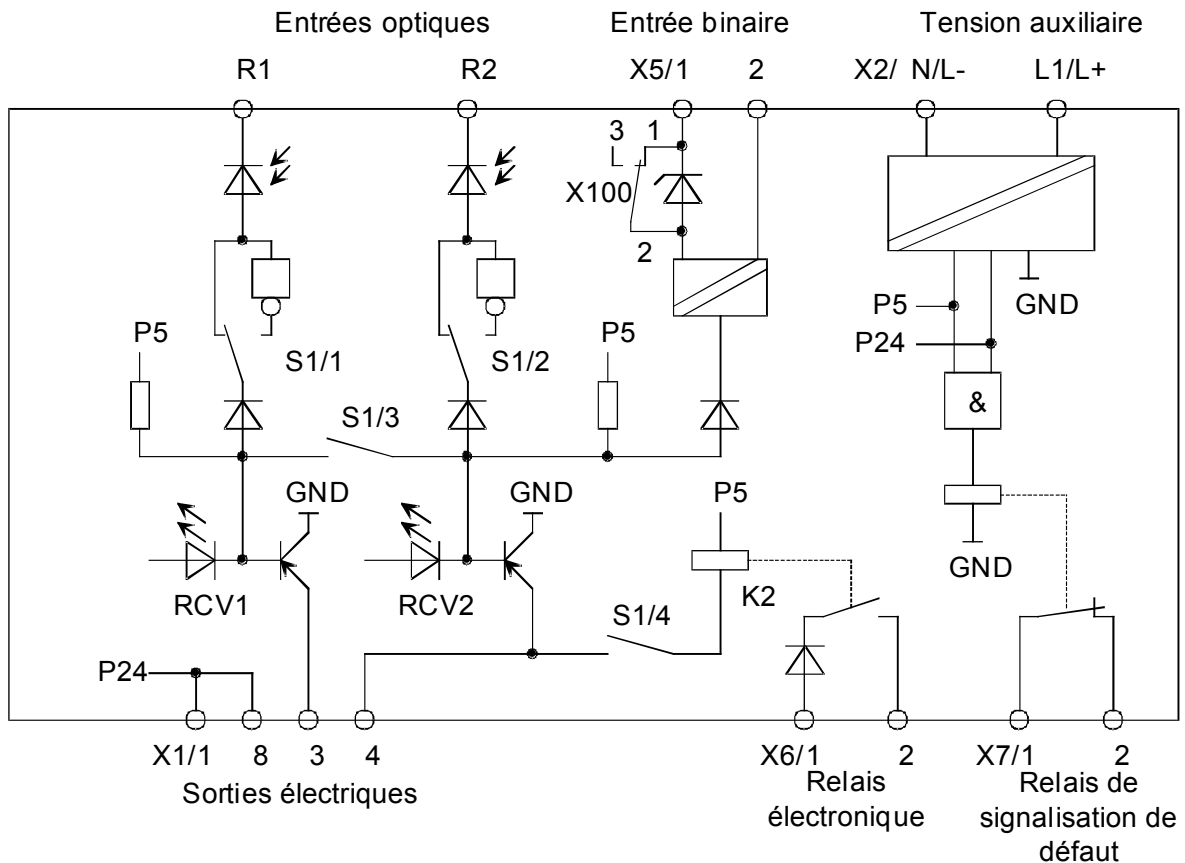 Entrées optiques Entrée binaire Tension auxiliaire
R1 R2 X5/1 2 X2/ N/L- L1/L+
3 1
X100
2
P5 GND
P5 P5 P24
S1/1 S1/2
&
S1/3
GND GND P5
GND
RCV1 RCV2 K2
S1/4
P24
X1/1 8 3 4 X6/1 2 X7/1 2
Sorties électriques
Relais
électronique
Relais de
signalisation de
défaut